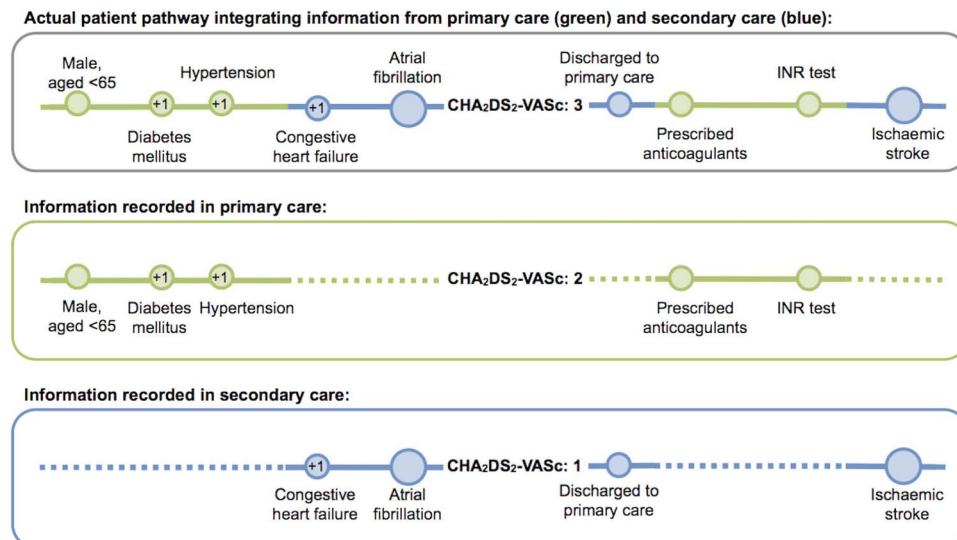 Actual patient pathway integrating information from primary care (green) and secondary care (blue):
Male,
aged <65
Hypertension
Atrial
fibrillation
Discharged to
primary care
INR test
+1
+1
+1
CHA₂DS₂-VASc: 3
Diabetes
mellitus
Congestive
heart failure
Prescribed
anticoagulants
Ischaemic
stroke
Information recorded in primary care:
+1
+1
CHA₂DS₂-VASc: 2
Male,
aged <65
Diabetes
mellitus
Hypertension
Prescribed
anticoagulants
INR test
Information recorded in secondary care:
+1
CHA₂DS₂-VASc: 1
Congestive
heart failure
Atrial
fibrillation
Discharged to
primary care
Ischaemic
stroke